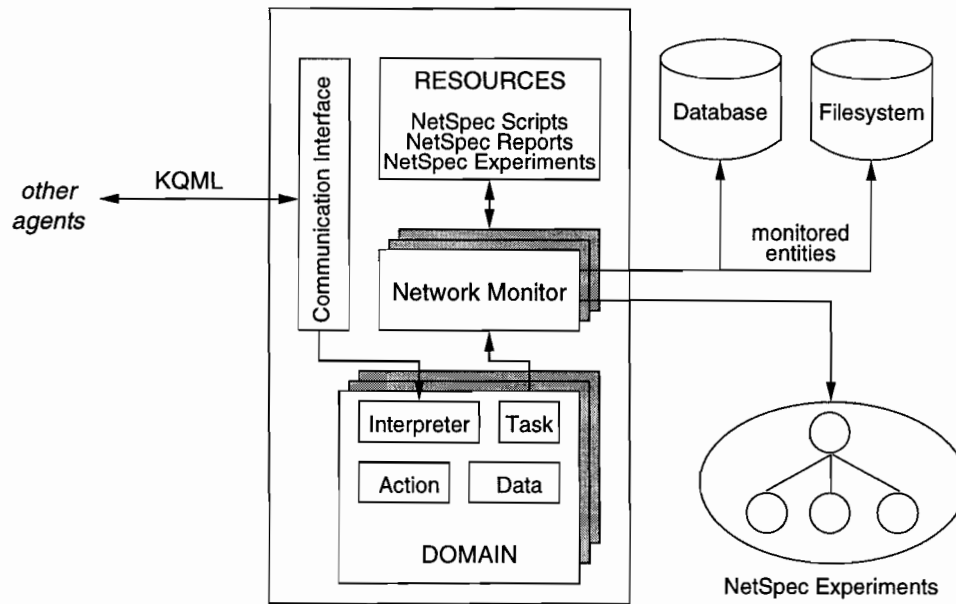 other
agents
KQML
Communication Interface
RESOURCES
NetSpec Scripts
NetSpec Reports
NetSpec Experiments
Network Monitor
Interpreter
Task
Action
Data
DOMAIN
Database
Filesystem
monitored
entities
NetSpec Experiments